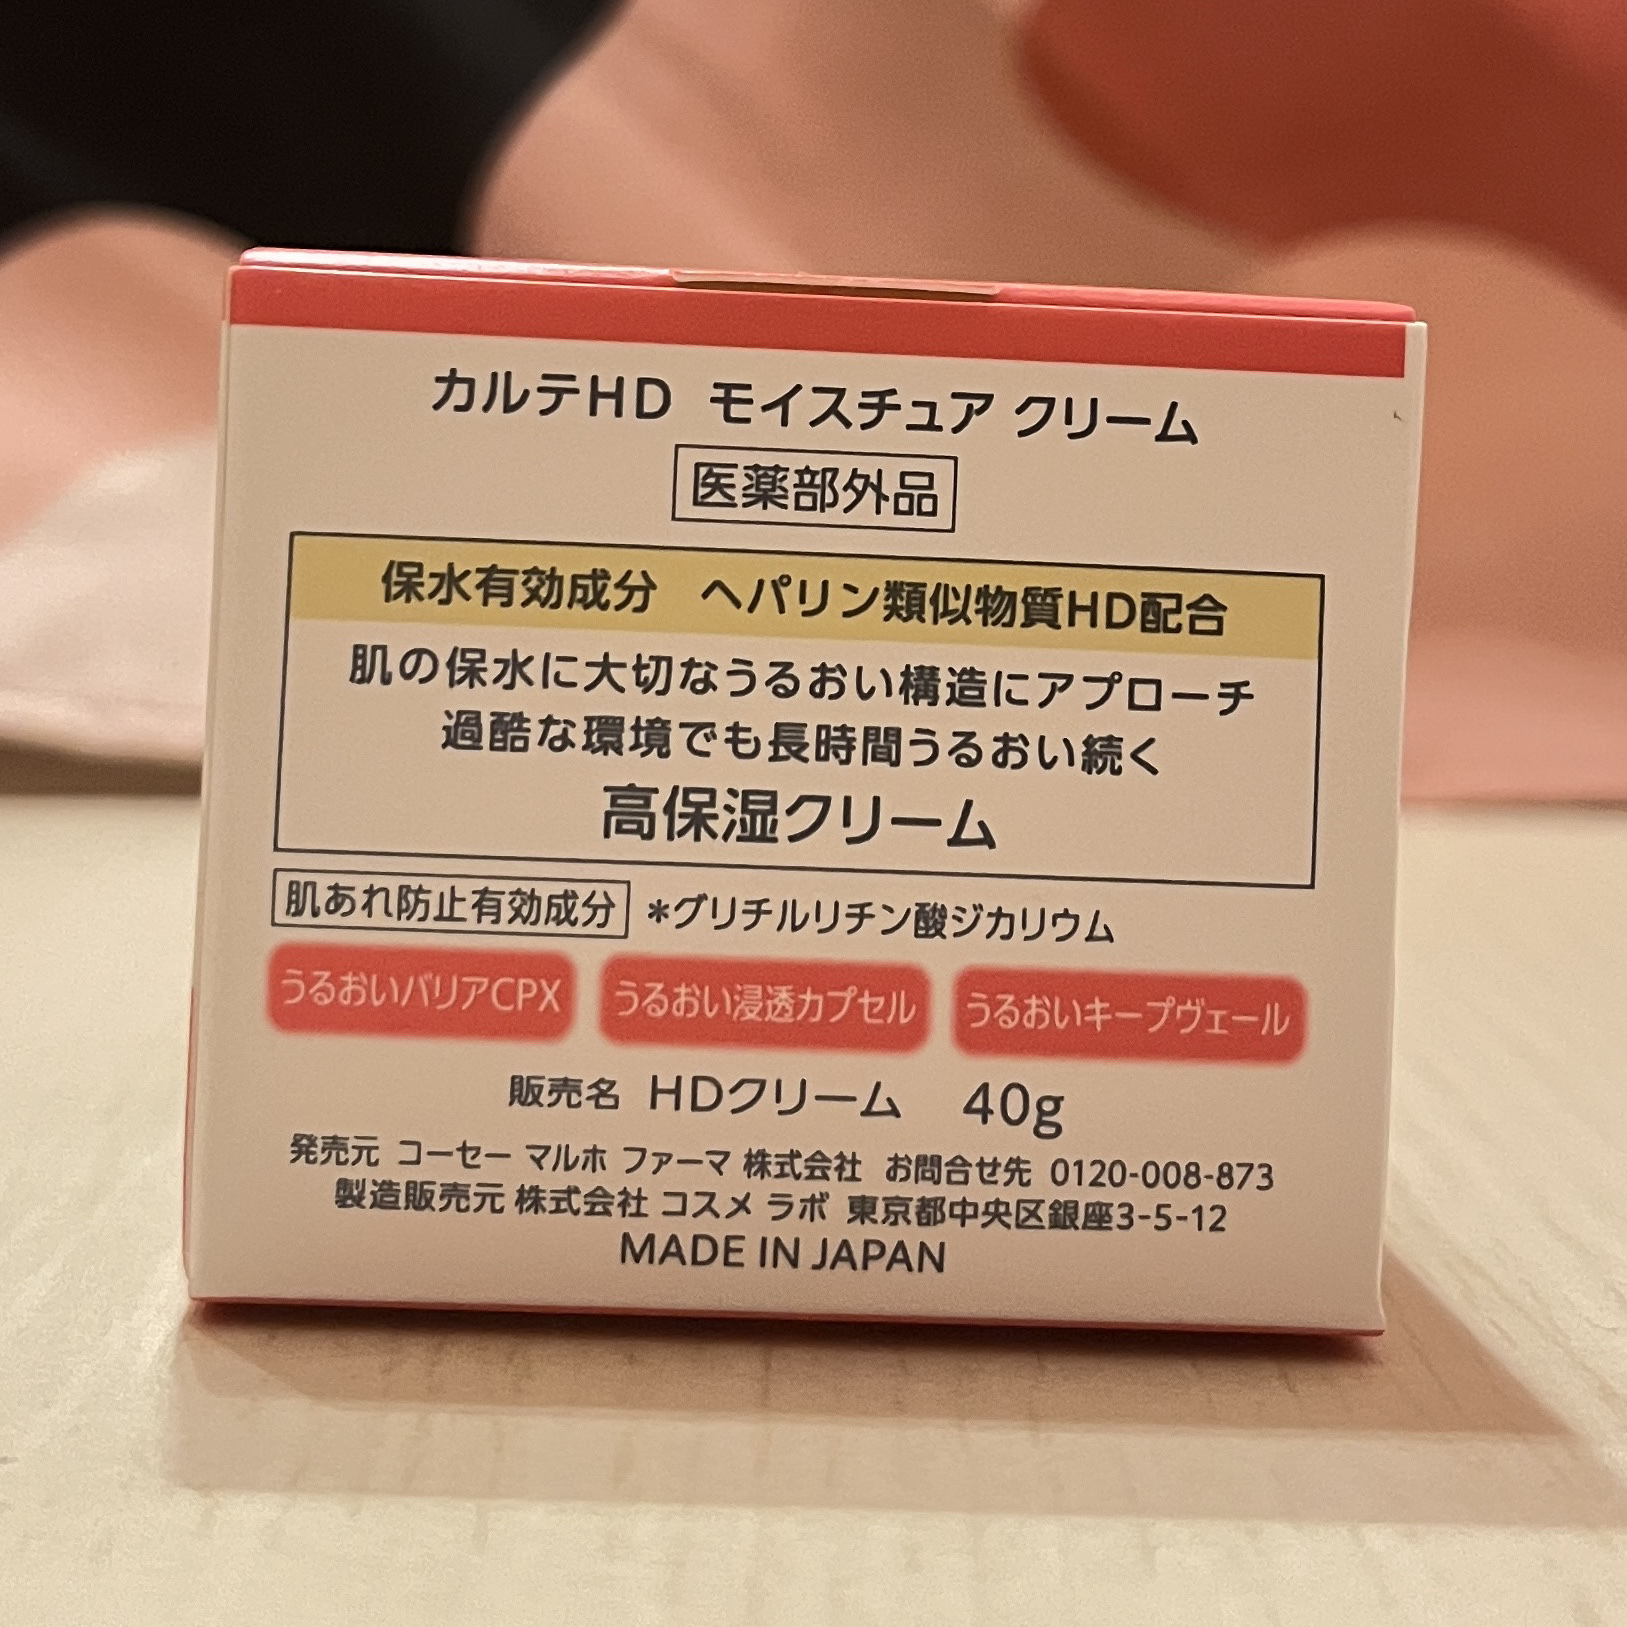 カルテHD モイスチュア クリーム
医薬部外品
保水有効成分 ヘパリン類似物質HD配合
肌の保水に大切なうるおい構造にアプローチ
過酷な環境でも長時間うるおい続く
高保湿クリーム
肌あれ防止有効成分 *グリチルリチン酸ジカリウム
うるおいバリアCPX うるおい浸透カプセル うるおいキープヴェール
販売名 HDクリーム 40g
発売元 コーセー マルホ ファーマ 株式会社 お問合せ先 0120-008-873
製造販売元 株式会社 コスメ ラボ 東京都中央区銀座3-5-12
MADE IN JAPAN